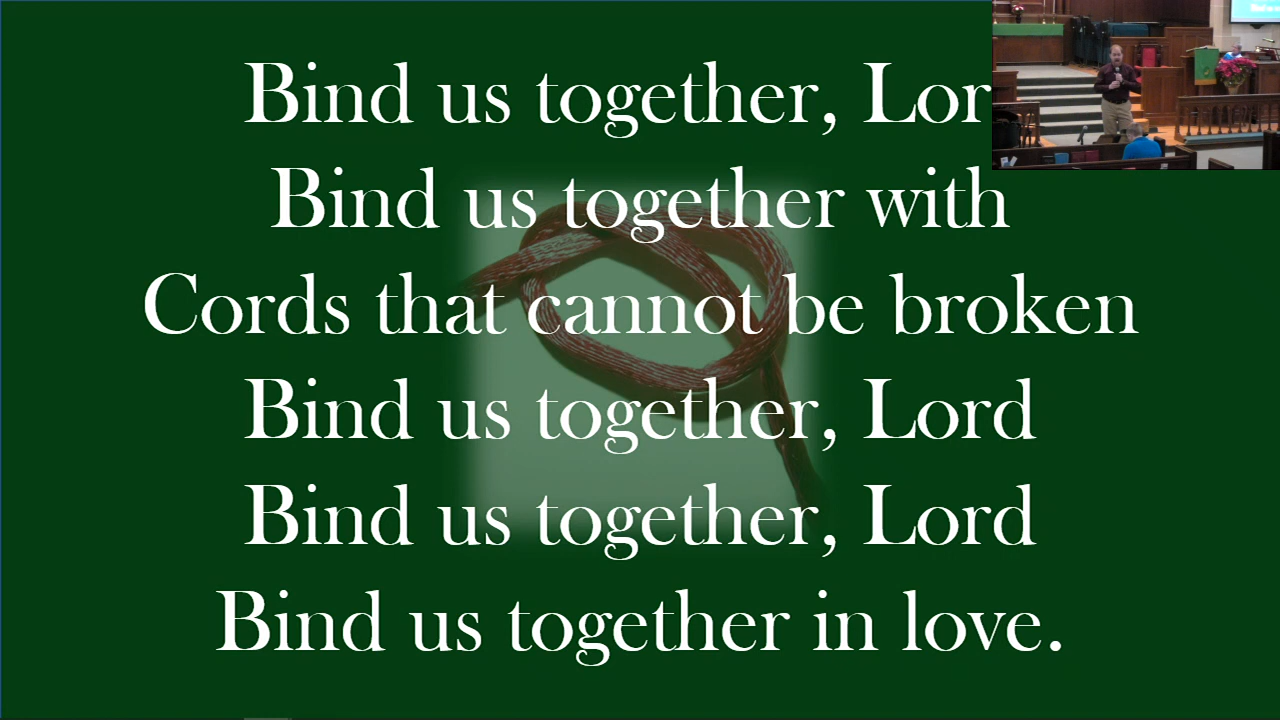 Bind us together, Lor
Bind us together with
Cords that cannot be broken
Bind us together, Lord
Bind us together, Lord
Bind us together in love.